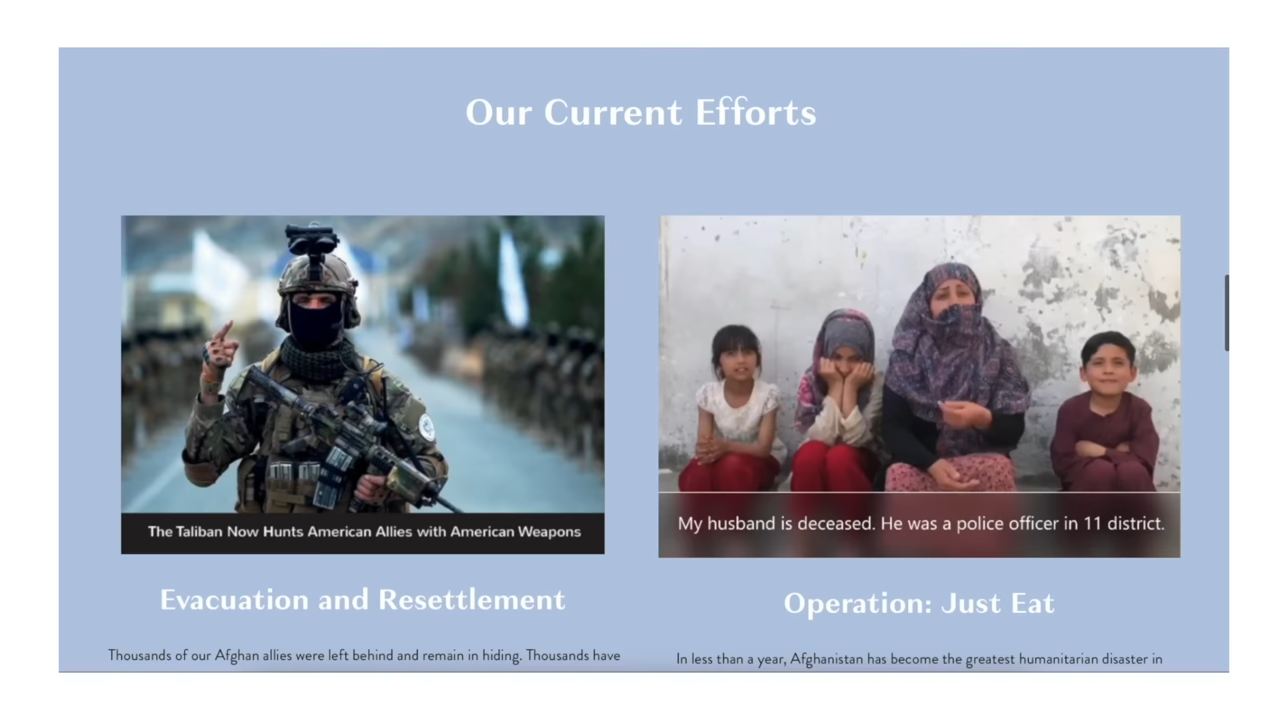 Our Current Efforts
The Taliban Now Hunts American Allies with American Weapons
My husband is deceased. He was a police officer in 11 district.
Evacuation and Resettlement
Operation: Just Eat
Thousands of our Afghan allies were left behind and remain in hiding. Thousands have
In less than a year, Afghanistan has become the greatest humanitarian disaster in